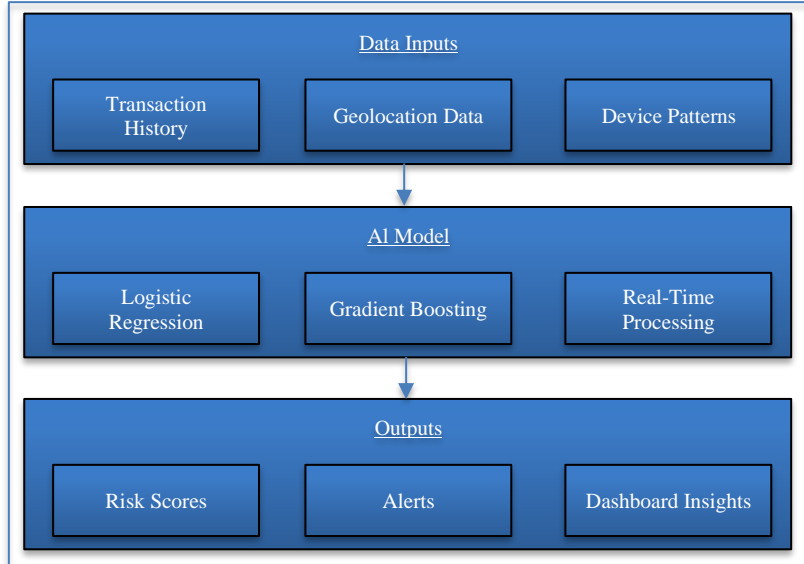 Data Inputs
Transaction
History
Geolocation Data
Device Patterns
Al Model
Logistic
Regression
Gradient Boosting
Real-Time
Processing
Outputs
Risk Scores
Alerts
Dashboard Insights